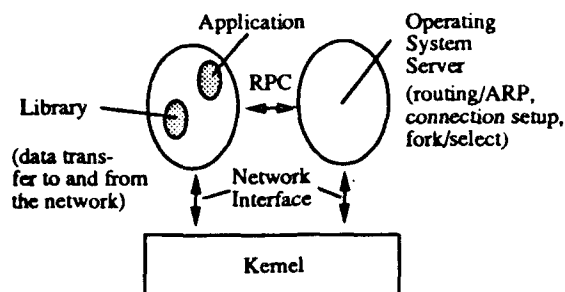 Application
Operating
System
Server
(routing/ARP,
connection setup,
fork/select)
RPC
Library
(data trans-
fer to and from
the network)
Network
Interface
Kernel